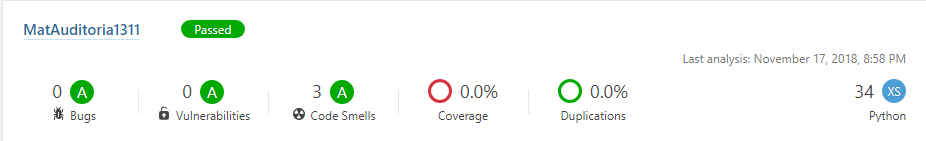 MatAuditoria1311 Passed
Last analysis: November 17, 2018, 8:58 PM
0 A 0 A 3 A 0.0% 0.0% 34 XS
Bugs Vulnerabilities Code Smells Coverage Duplications Python